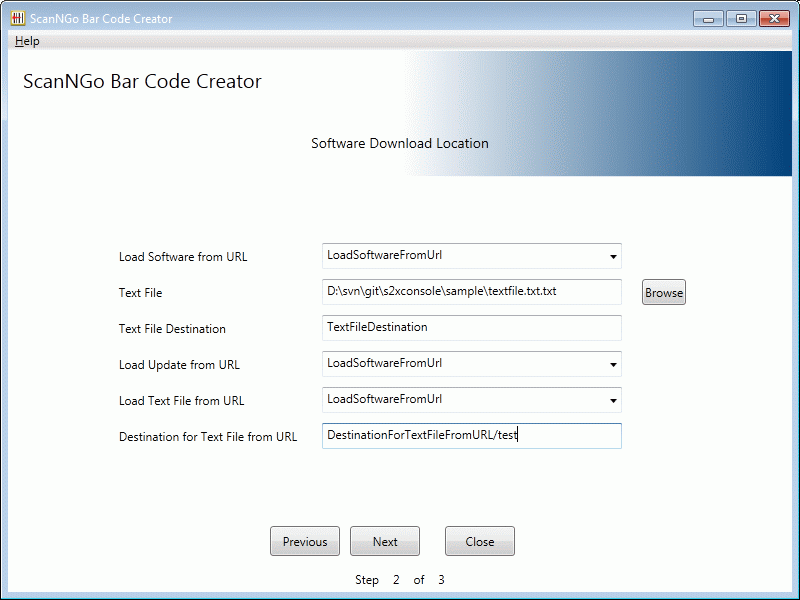 ScanNGo Bar Code Creator
Help
ScanNGo Bar Code Creator
Software Download Location
Load Software from URL LoadSoftwareFromUrl
Text File D:\svn\git\s2xconsole\sample\textfile.txt.txt Browse
Text File Destination TextFileDestination
Load Update from URL LoadSoftwareFromUrl
Load Text File from URL LoadSoftwareFromUrl
Destination for Text File from URL DestinationForTextFileFromURL/test
Previous Next Close
Step 2 of 3